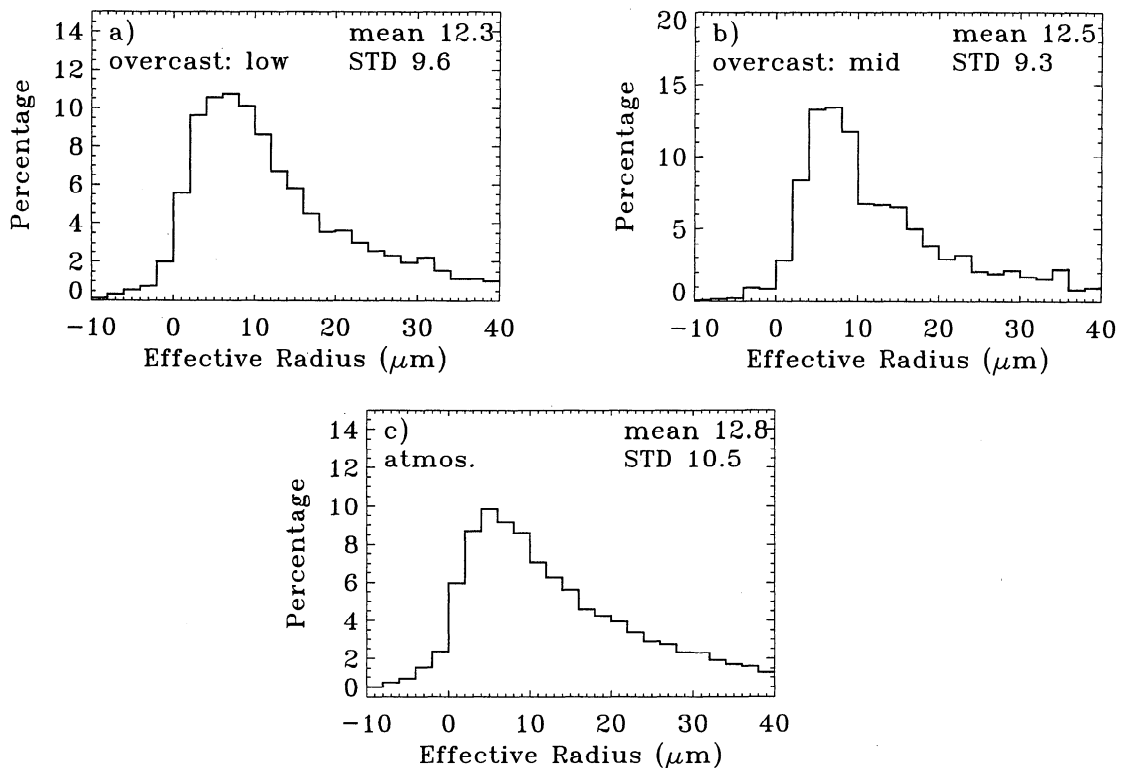 a) mean 12.3
overcast: low STD 9.6
14
12
10
8
6
4
2
0
Percentage
-10 0 10 20 30 40
Effective Radius (μm)
b) mean 12.5
overcast: mid STD 9.3
20
15
10
5
0
Percentage
-10 0 10 20 30 40
Effective Radius (μm)
c) mean 12.8
atmos. STD 10.5
14
12
10
8
6
4
2
0
Percentage
-10 0 10 20 30 40
Effective Radius (μm)